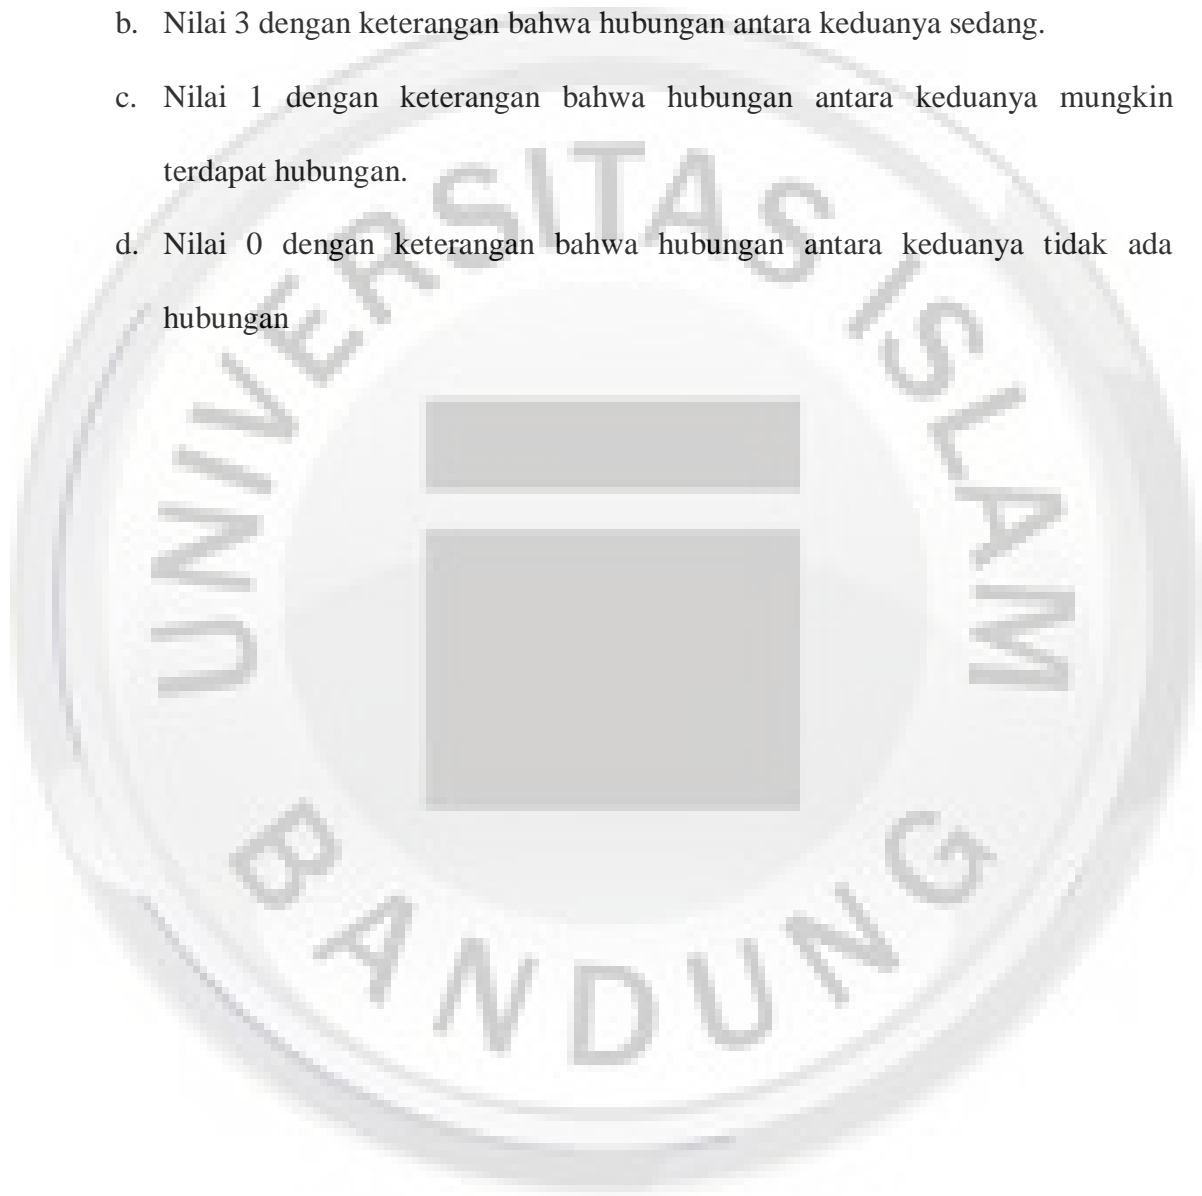 b. Nilai 3 dengan keterangan bahwa hubungan antara keduanya sedang.
c. Nilai 1 dengan keterangan bahwa hubungan antara keduanya mungkin
terdapat hubungan.
d. Nilai 0 dengan keterangan bahwa hubungan antara keduanya tidak ada
hubungan
UNIVERSITAS ISLAM
BANDUNG